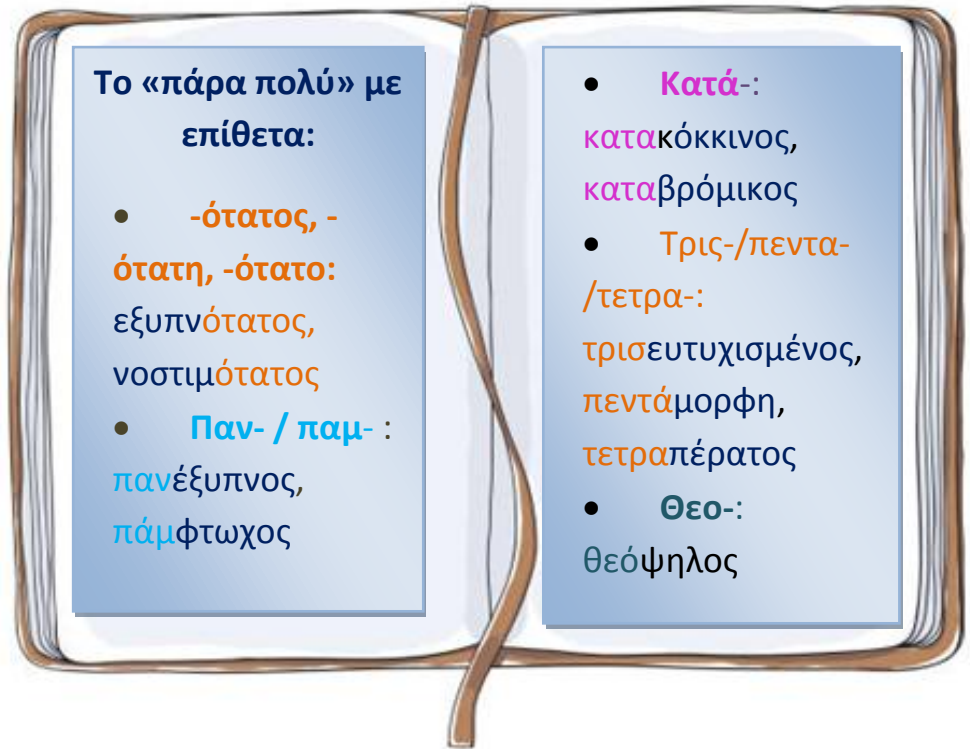 Το «πάρα πολύ» με
επίθετα:
• -ότατος, -
ότατη, -ότατο:
εξυπνότατος,
νοστιμότατος
• Παν- / παμ- :
πανέξυπνος,
πάμφτωχος
• Κατά-:
κατακόκκινος,
καταβρόμικος
• Τρις-/πεντα-
/τετρα-:
τρισευτυχισμένος,
πεντάμορφη,
τετραπέρατος
• Θεο-:
θεόψηλος